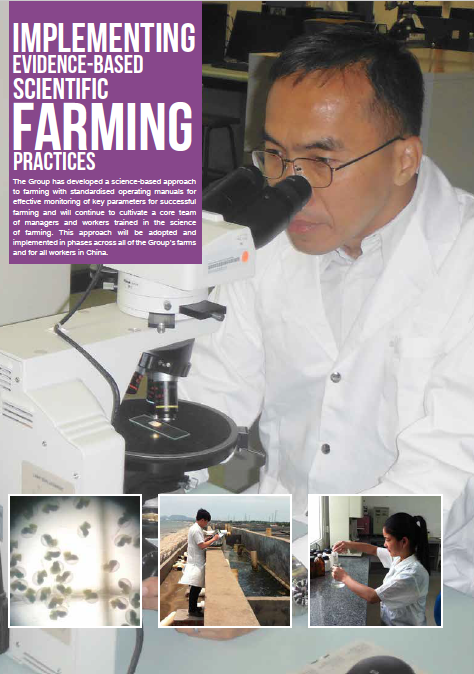 IMPLEMENTING
EVIDENCE-BASED
SCIENTIFIC
FARMING
PRACTICES
The Group has developed a science-based approach
to farming with standardised operating manuals for
effective monitoring of key parameters for successful
farming and will continue to cultivate a core team
of managers and workers trained in the science
of farming. This approach will be adopted and
implemented in phases across all of the Group's farms
and for all workers in China.